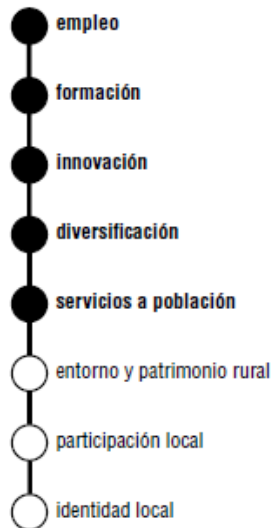 empleo
formación
innovación
diversificación
servicios a población
entorno y patrimonio rural
participación local
identidad local